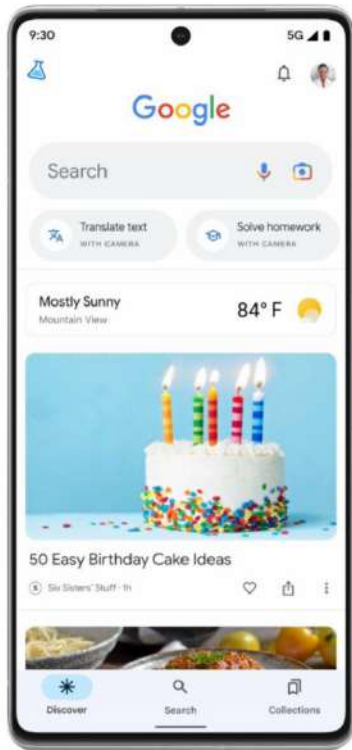 9:30
5G
Google
Search
Translate text
WITH CAMERA
Solve homework
WITH CAMERA
Mostly Sunny
Mountain View
84° F
50 Easy Birthday Cake Ideas
S
Six Sisters' Stuff · 1h
Discover
Search
Collections